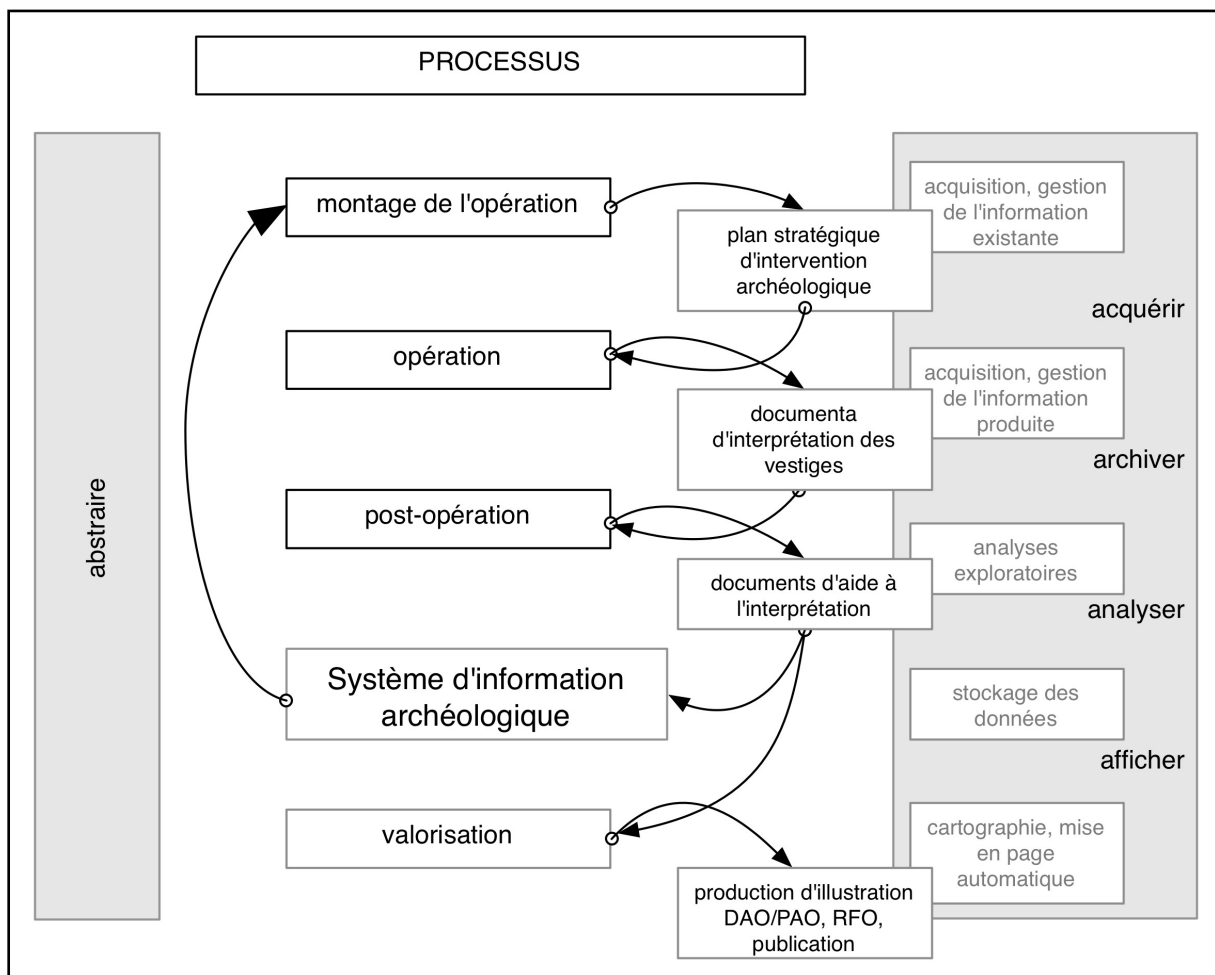 PROCESSUS
abstraire
montage de l'opération
plan stratégique
d'intervention
archéologique
acquisition, gestion
de l'information
existante
acquérir
opération
documenta
d'interprétation des
vestiges
acquisition, gestion
de l'information
produite
archiver
post-opération
documents d'aide à
l'interprétation
analyses
exploratoires
analyser
Système d'information
archéologique
stockage des
données
afficher
valorisation
production d'illustration
DAO/PAO, RFO,
publication
cartographie, mise
en page
automatique